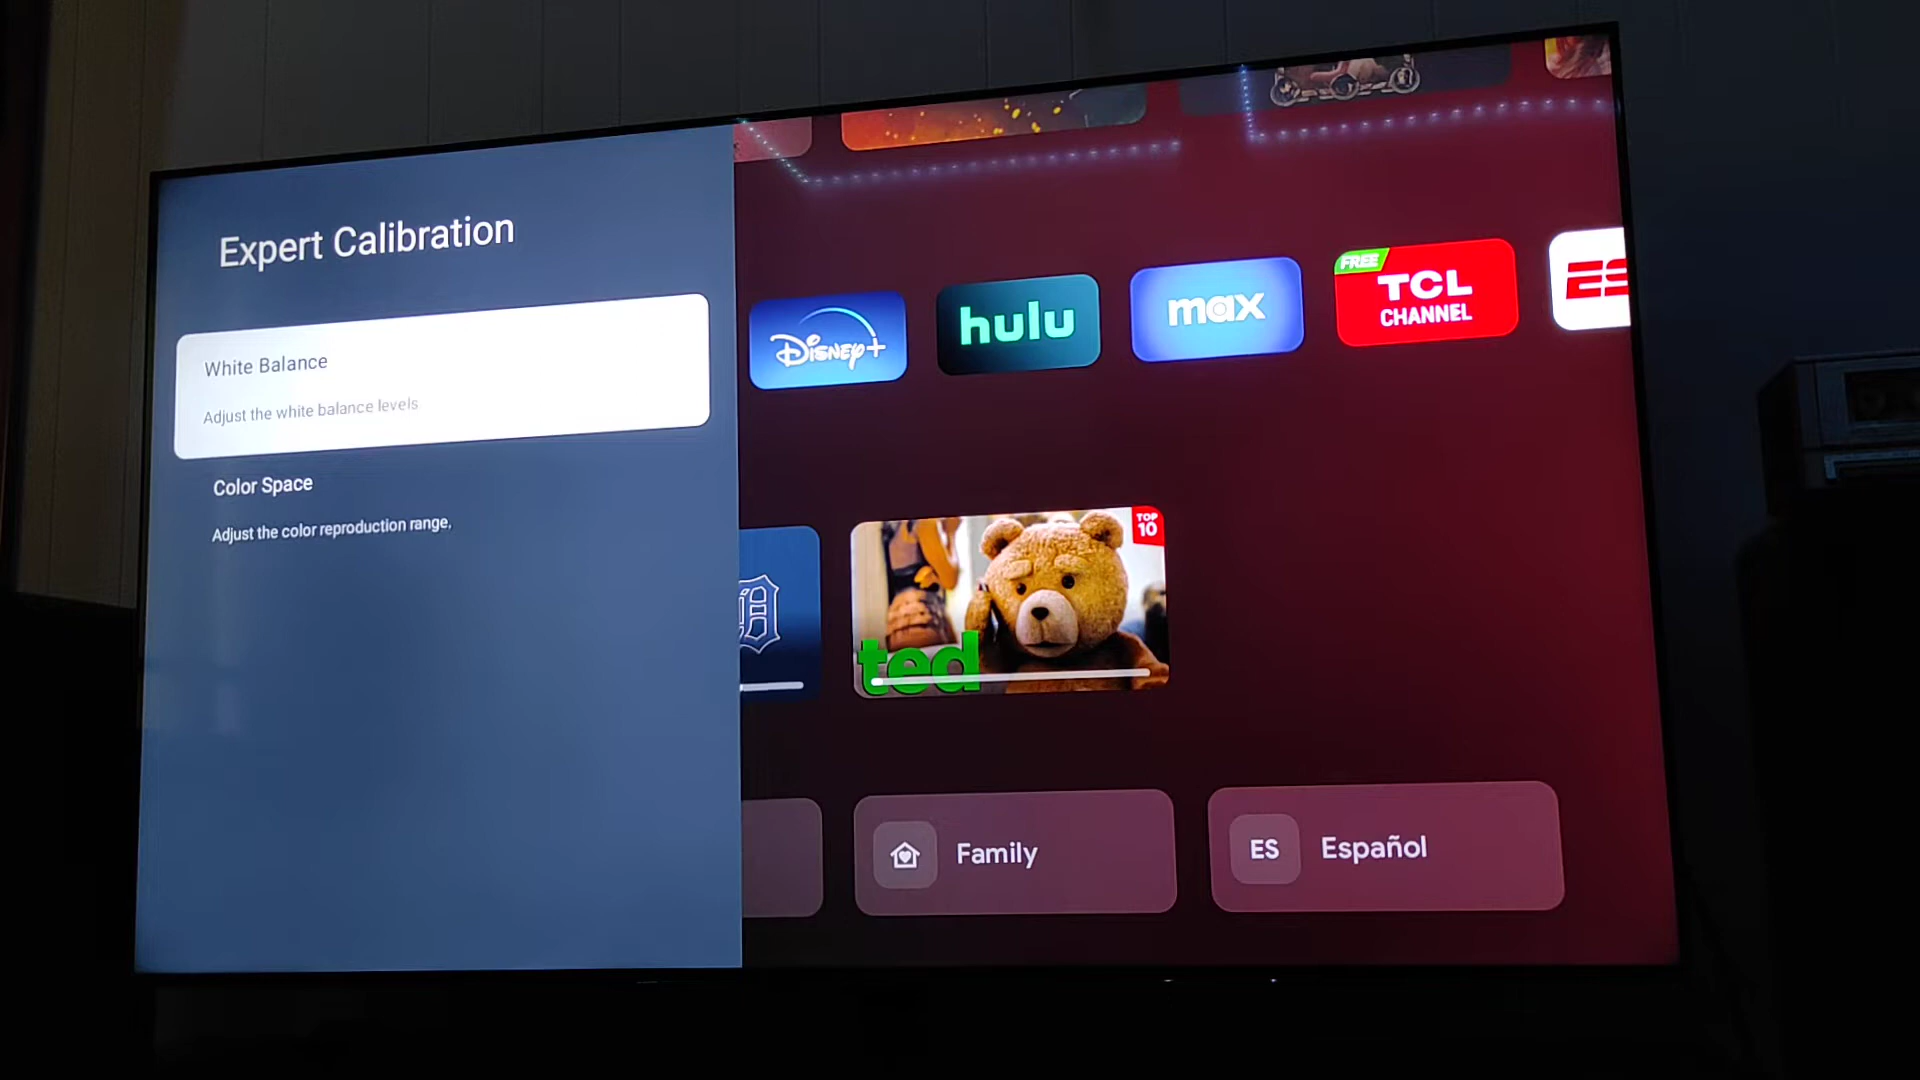 Expert Calibration
White Balance
Adjust the white balance levels
Color Space
Adjust the color reproduction range.
Disney+
hulu
max
FREE
TCL
CHANNEL
ES
D
TOP
10
ted
Family
ES
Español